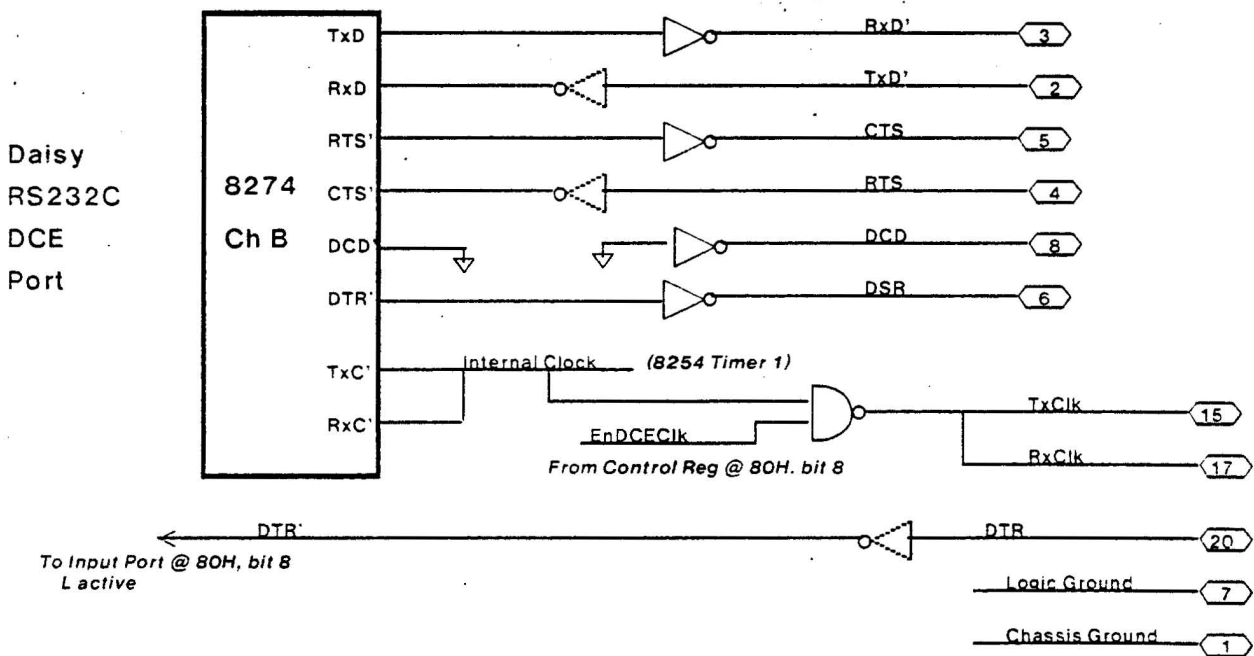 Daisy
RS232C
DCE
Port
8274
Ch B
TxD
RxD
RTS'
CTS'
DCD'
DTR'
TxC'
RxC'
RxD'
3
TxD'
2
CTS
5
RTS
4
DCD
8
DSR
6
Internal Clock
(8254 Timer 1)
EnDCEClk
From Control Reg @ 80H. bit 8
TxClk
15
RxClk
17
DTR'
To Input Port @ 80H, bit 8
L active
DTR
20
Logic Ground
7
Chassis Ground
1